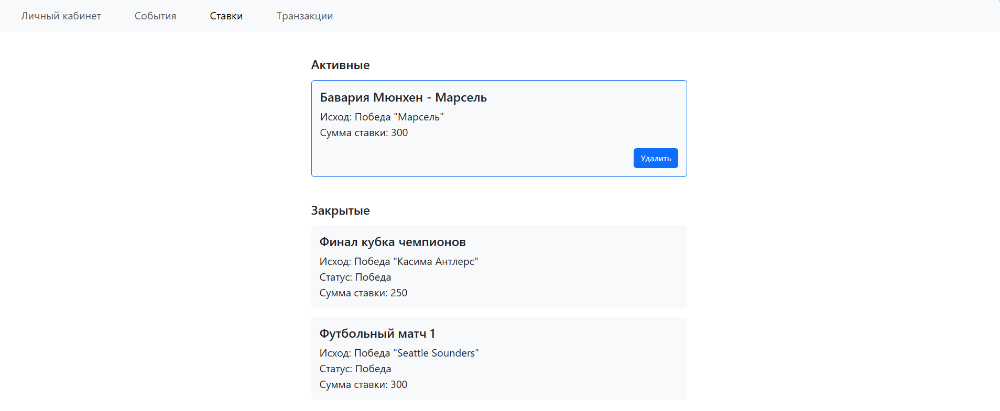 Личный кабинет События Ставки Транзакции
Активные
Бавария Мюнхен - Марсель
Исход: Победа "Марсель"
Сумма ставки: 300
Удалить
Закрытые
Финал кубка чемпионов
Исход: Победа "Касима Антлерс"
Статус: Победа
Сумма ставки: 250
Футбольный матч 1
Исход: Победа "Seattle Sounders"
Статус: Победа
Сумма ставки: 300